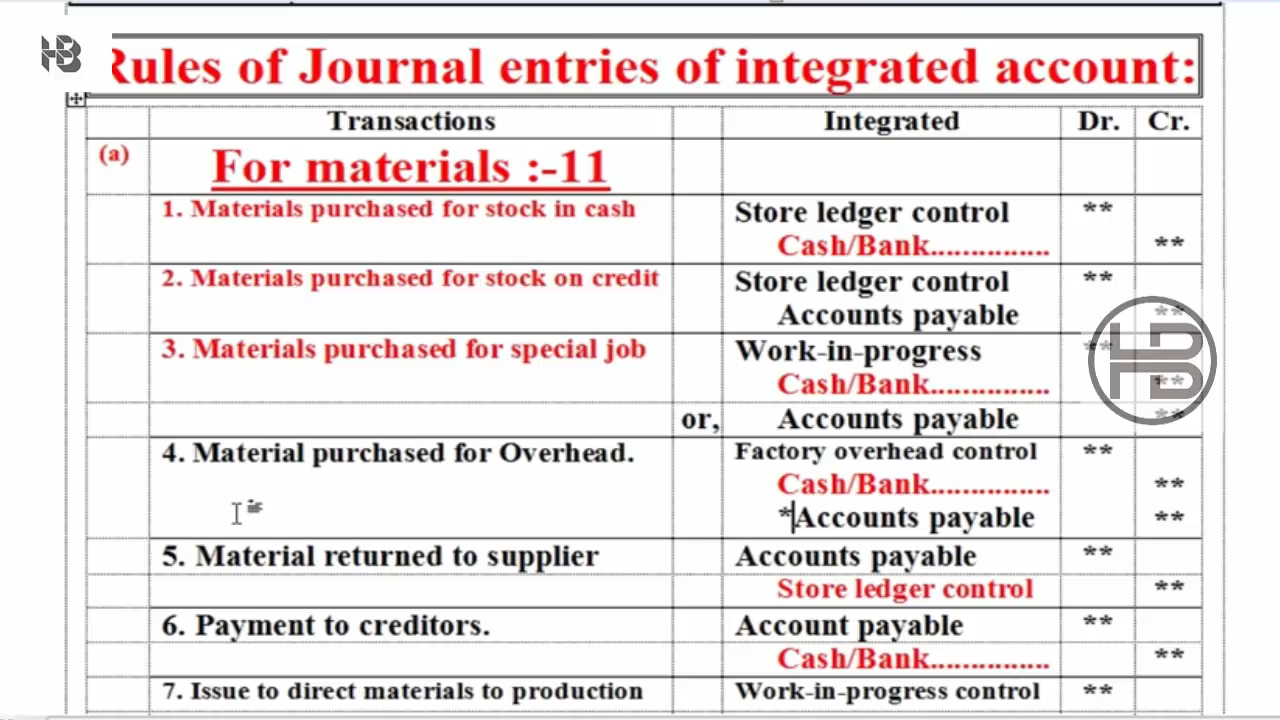 HB
Rules of Journal entries of integrated account:
Transactions Integrated Dr. Cr.
(a) For materials :-11
1. Materials purchased for stock in cash Store ledger control **
Cash/Bank............... **
2. Materials purchased for stock on credit Store ledger control **
Accounts payable **
3. Materials purchased for special job Work-in-progress **
Cash/Bank............... **
or, Accounts payable **
4. Material purchased for Overhead. Factory overhead control **
Cash/Bank............... **
*Accounts payable **
5. Material returned to supplier Accounts payable **
Store ledger control **
6. Payment to creditors. Account payable **
Cash/Bank............... **
7. Issue to direct materials to production Work-in-progress control **
HB